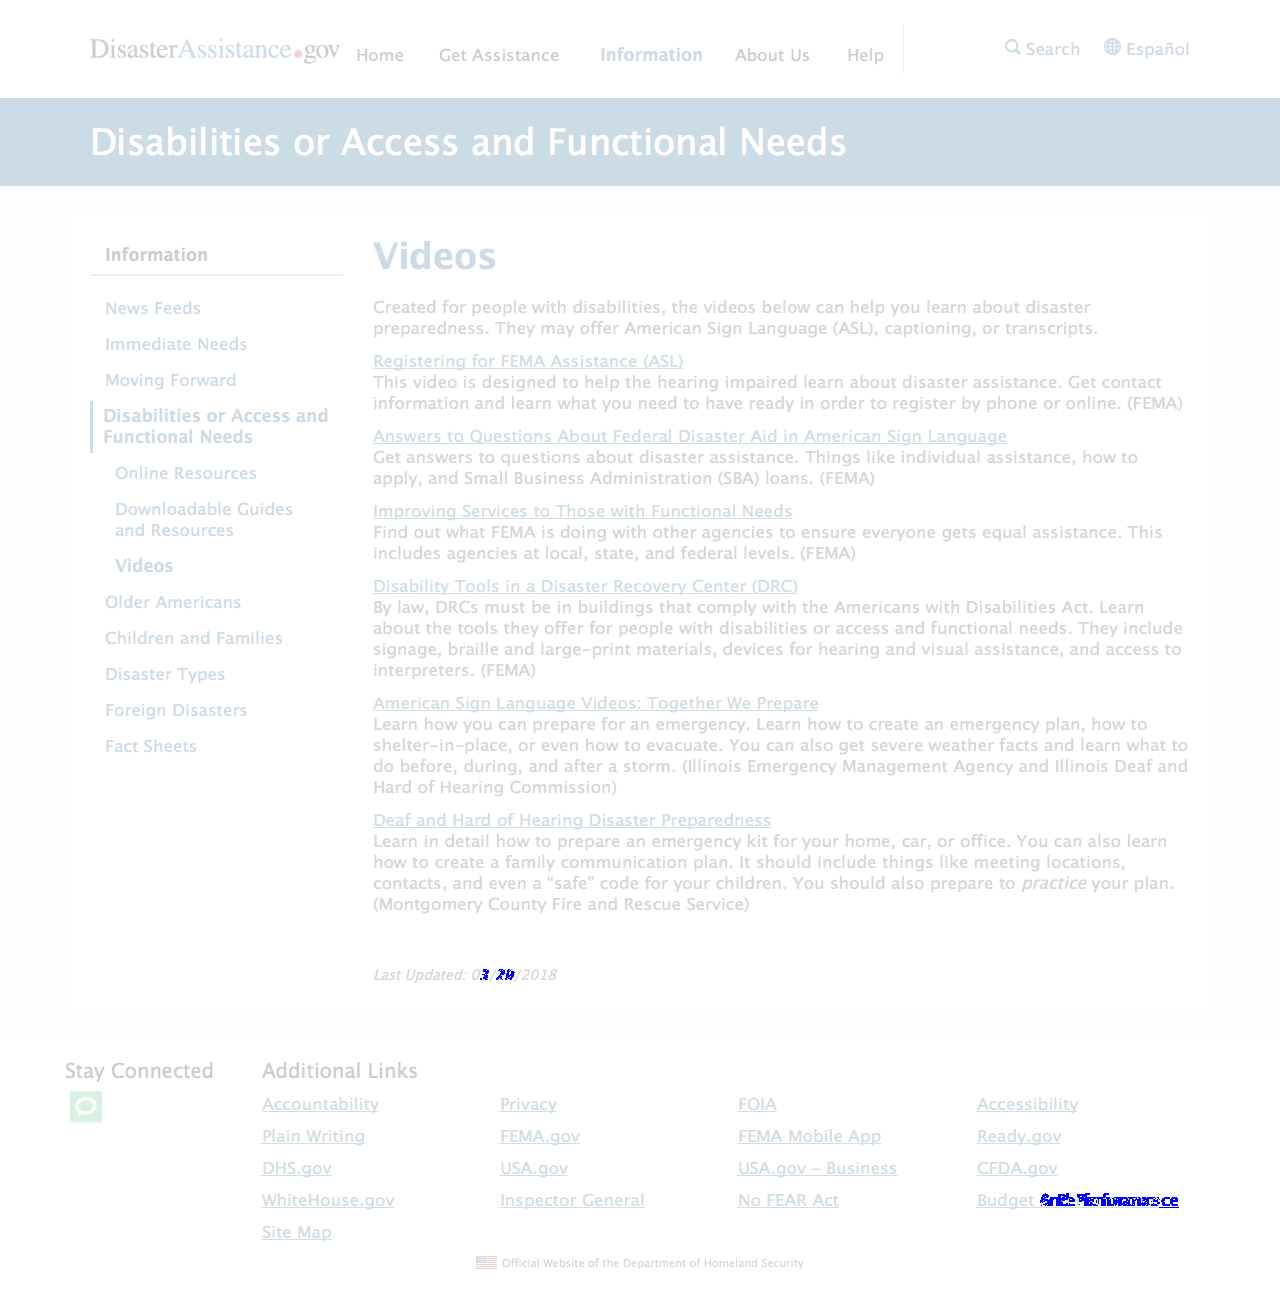 DisasterAssistance.gov Home Get Assistance Information About Us Help Search Español
Disabilities or Access and Functional Needs
Information
News Feeds
Immediate Needs
Moving Forward
Disabilities or Access and
Functional Needs
Online Resources
Downloadable Guides
and Resources
Videos
Older Americans
Children and Families
Disaster Types
Foreign Disasters
Fact Sheets
Videos
Created for people with disabilities, the videos below can help you learn about disaster
preparedness. They may offer American Sign Language (ASL), captioning, or transcripts.
Registering for FEMA Assistance (ASL)
This video is designed to help the hearing impaired learn about disaster assistance. Get contact
information and learn what you need to have ready in order to register by phone or online. (FEMA)
Answers to Questions About Federal Disaster Aid in American Sign Language
Get answers to questions about disaster assistance. Things like individual assistance, how to
apply, and Small Business Administration (SBA) loans. (FEMA)
Improving Services to Those with Functional Needs
Find out what FEMA is doing with other agencies to ensure everyone gets equal assistance. This
includes agencies at local, state, and federal levels. (FEMA)
Disability Tools in a Disaster Recovery Center (DRC)
By law, DRCs must be in buildings that comply with the Americans with Disabilities Act. Learn
about the tools they offer for people with disabilities or access and functional needs. They include
signage, braille and large-print materials, devices for hearing and visual assistance, and access to
interpreters. (FEMA)
American Sign Language Videos: Together We Prepare
Learn how you can prepare for an emergency. Learn how to create an emergency plan, how to
shelter-in-place, or even how to evacuate. You can also get severe weather facts and learn what to
do before, during, and after a storm. (Illinois Emergency Management Agency and Illinois Deaf and
Hard of Hearing Commission)
Deaf and Hard of Hearing Disaster Preparedness
Learn in detail how to prepare an emergency kit for your home, car, or office. You can also learn
how to create a family communication plan. It should include things like meeting locations,
contacts, and even a “safe” code for your children. You should also prepare to practice your plan.
(Montgomery County Fire and Rescue Service)
Last Updated: /2018
Stay Connected
Additional Links
Accountability Privacy FOIA Accessibility
Plain Writing FEMA.gov FEMA Mobile App Ready.gov
DHS.gov USA.gov USA.gov - Business CFDA.gov
WhiteHouse.gov Inspector General No FEAR Act Budget
Site Map
Official Website of the Department of Homeland Security